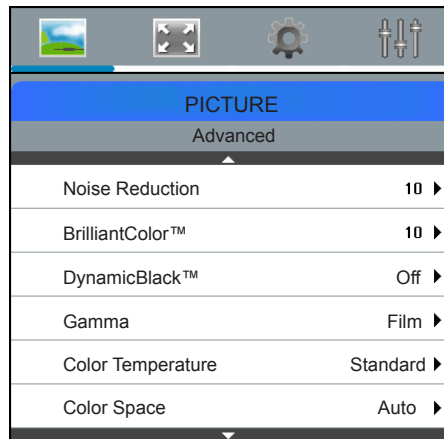 PICTURE
Advanced
Noise Reduction 10
BrilliantColor™ 10
DynamicBlack™ Off
Gamma Film
Color Temperature Standard
Color Space Auto